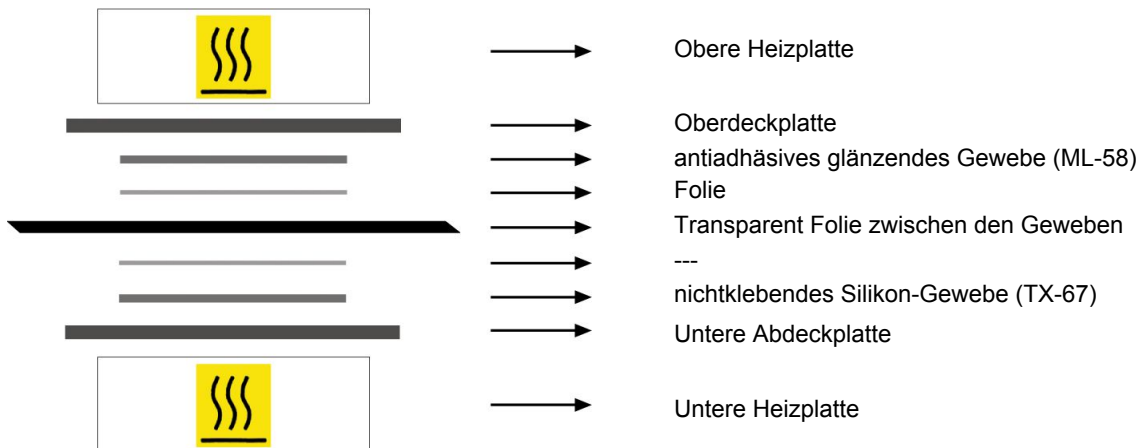 Obere Heizplatte
Oberdeckplatte
antiadhäsives glänzendes Gewebe (ML-58)
Folie
Transparent Folie zwischen den Geweben
---
nichtklebendes Silikon-Gewebe (TX-67)
Untere Abdeckplatte
Untere Heizplatte